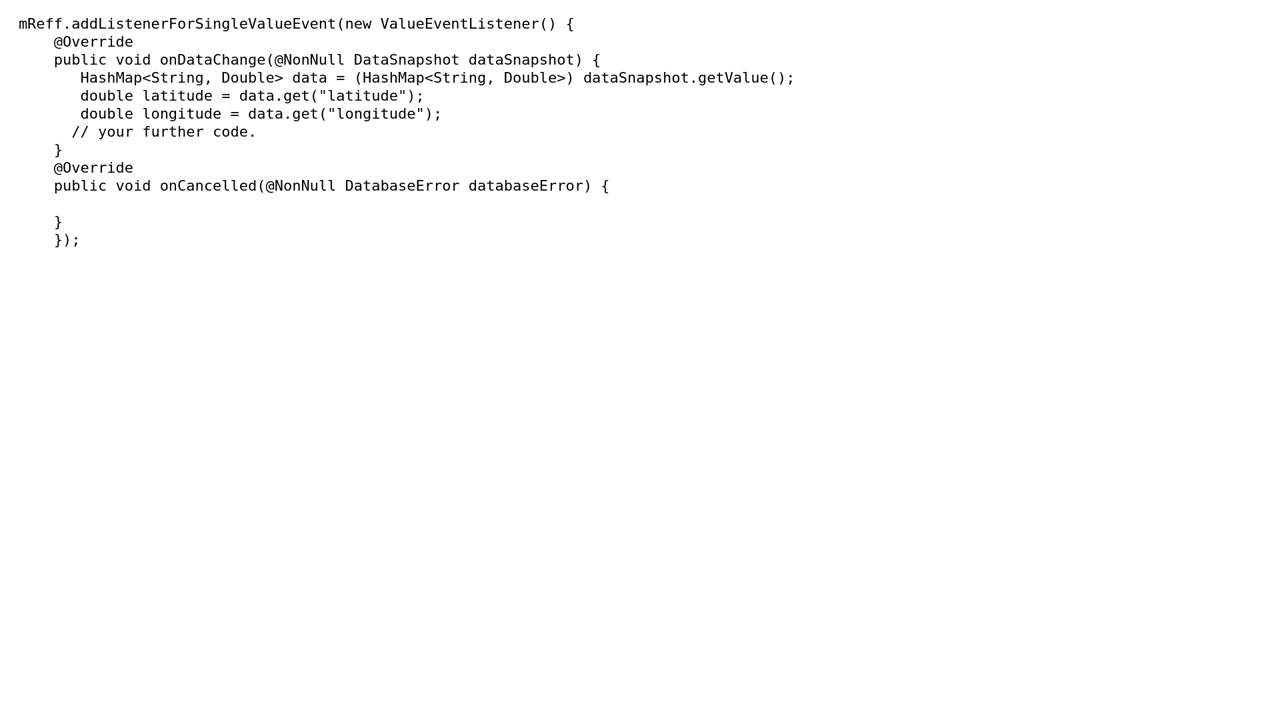 mReff.addListenerForSingleValueEvent(new ValueEventListener() {
    @Override
    public void onDataChange(@NonNull DataSnapshot dataSnapshot) {
       HashMap<String, Double> data = (HashMap<String, Double>) dataSnapshot.getValue();
       double latitude = data.get("latitude");
       double longitude = data.get("longitude");
      // your further code.
    }
    @Override
    public void onCancelled(@NonNull DatabaseError databaseError) {

    }
    });